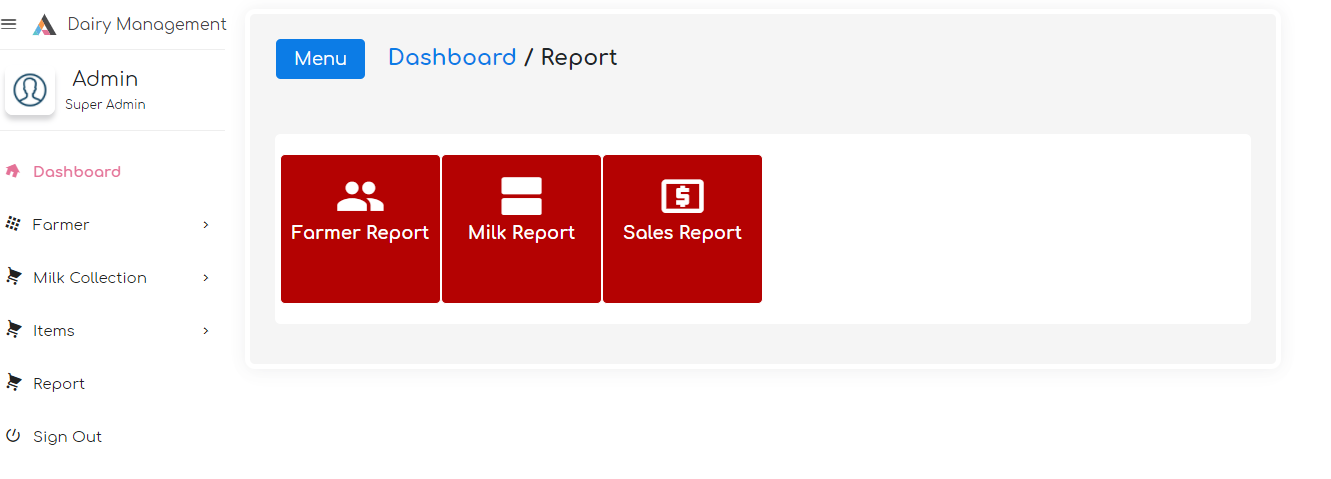 Dairy Management
Admin
Super Admin
Dashboard
Farmer
Milk Collection
Items
Report
Sign Out
Menu
Dashboard / Report
Farmer Report
Milk Report
Sales Report